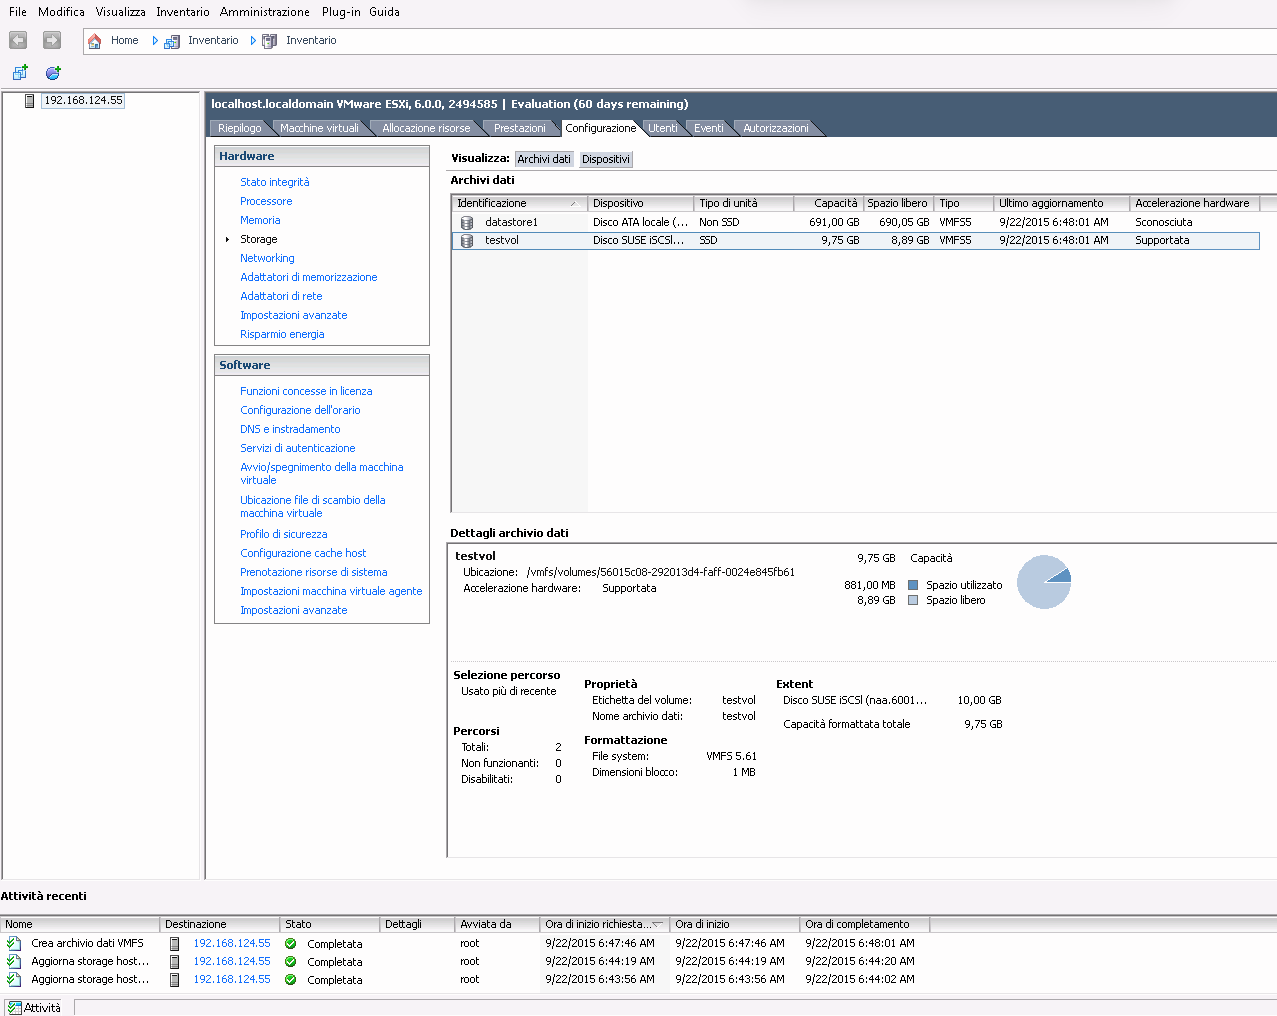 File Modifica Visualizza Inventario Amministrazione Plug-in Guida
Home Inventario Inventario
192.168.124.55
localhost.localdomain VMware ESXi, 6.0.0, 2494585 | Evaluation (60 days remaining)
Riepilogo Macchine virtuali Allocazione risorse Prestazioni Configurazione Utenti Eventi Autorizzazioni
Hardware
Stato integrità
Processore
Memoria
Storage
Networking
Adattatori di memorizzazione
Adattatori di rete
Impostazioni avanzate
Risparmio energia
Software
Funzioni concesse in licenza
Configurazione dell'orario
DNS e instradamento
Servizi di autenticazione
Avvio/spegnimento della macchina
virtuale
Ubicazione file di scambio della
macchina virtuale
Profilo di sicurezza
Configurazione cache host
Prenotazione risorse di sistema
Impostazioni macchina virtuale agente
Impostazioni avanzate
Visualizza: Archivi dati Dispositivi
Archivi dati
Identificazione Dispositivo Tipo di unità Capacità Spazio libero Tipo Ultimo aggiornamento Accelerazione hardware
datastore1 Disco ATA locale (... Non SSD 691,00 GB 690,05 GB VMFS5 9/22/2015 6:48:01 AM Sconosciuta
testvol Disco SUSE iSCSI... SSD 9,75 GB 8,89 GB VMFS5 9/22/2015 6:48:01 AM Supportata
Dettagli archivio dati
testvol 9,75 GB Capacità
Ubicazione: /vmfs/volumes/56015c08-292013d4-faff-0024e845fb61
Accelerazione hardware: Supportata
881,00 MB Spazio utilizzato
8,89 GB Spazio libero
Selezione percorso
Usato più di recente
Percorsi
Totali: 2
Non funzionanti: 0
Disabilitati: 0
Proprietà
Etichetta del volume: testvol
Nome archivio dati: testvol
Formattazione
File system: VMFS 5.61
Dimensioni blocco: 1 MB
Extent
Disco SUSE iSCSI (naa.6001... 10,00 GB
Capacità formattata totale 9,75 GB
Attività recenti
Nome Destinazione Stato Dettagli Avviata da Ora di inizio richiesta... Ora di inizio Ora di completamento
Crea archivio dati VMFS 192.168.124.55 Completata root 9/22/2015 6:47:46 AM 9/22/2015 6:47:46 AM 9/22/2015 6:48:01 AM
Aggiorna storage host... 192.168.124.55 Completata root 9/22/2015 6:44:19 AM 9/22/2015 6:44:19 AM 9/22/2015 6:44:20 AM
Aggiorna storage host... 192.168.124.55 Completata root 9/22/2015 6:43:56 AM 9/22/2015 6:43:56 AM 9/22/2015 6:44:02 AM
Attività